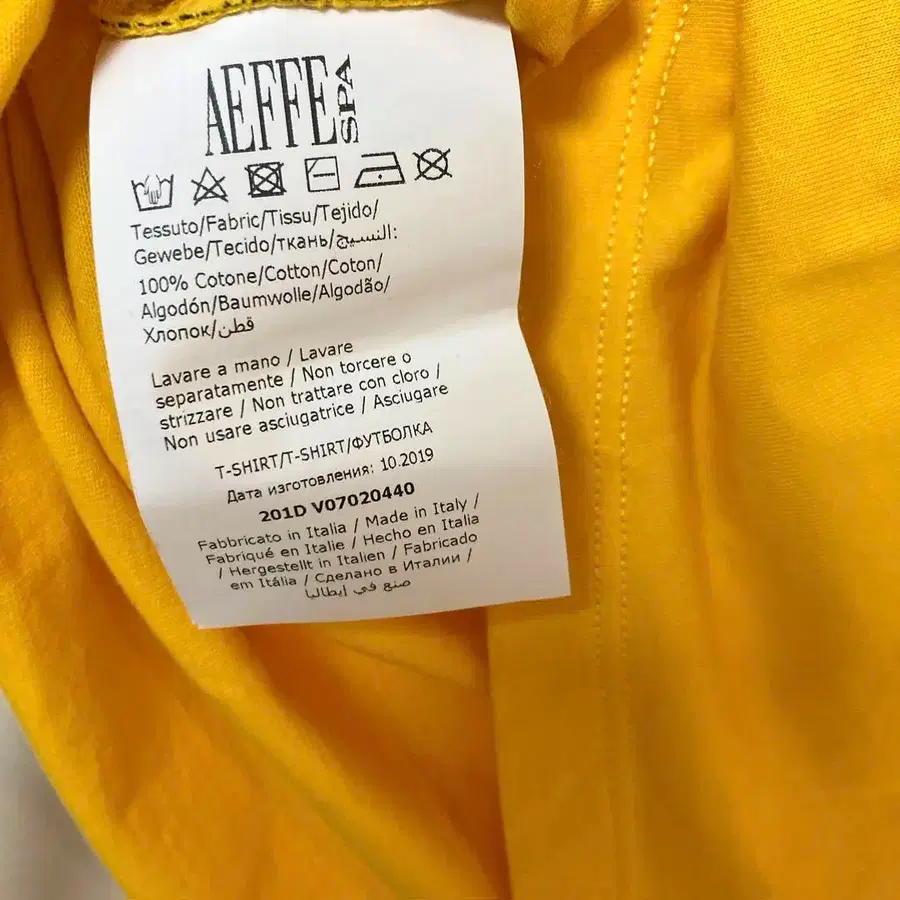 AEFFE SPA
Tessuto/Fabric/Tissu/Tejido/
Gewebe/Tecido/ткань/النسيج:
100% Cotone/Cotton/Coton/
Algodón/Baumwolle/Algodão/
Хлопок/قطن
Lavare a mano / Lavare
separatamente / Non torcere o
strizzare / Non trattare con cloro /
Non usare asciugatrice / Asciugare
T-SHIRT/T-SHIRT/ФУТБОЛКА
Дата изготовления: 10.2019
201D V07020440
Fabbricato in Italia / Made in Italy /
Fabriqué en Italie / Hecho en Italia
/ Hergestellt in Italien / Fabricado
em Itália / Сделано в Италии /
صنع في إيطاليا